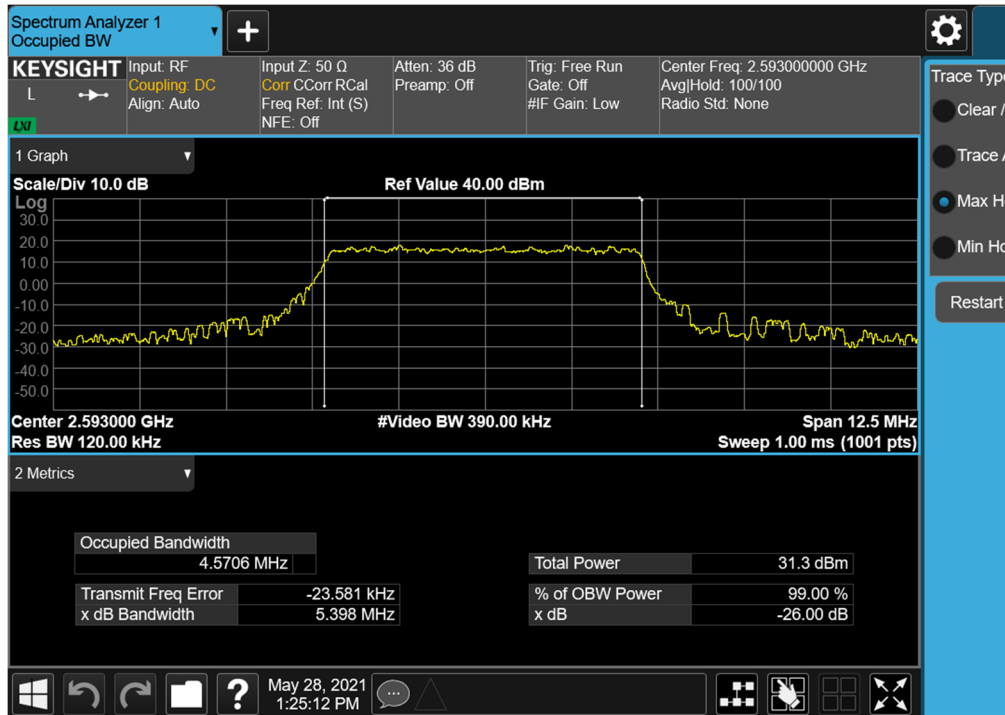 Spectrum Analyzer 1
Occupied BW
KEYSIGHT
L
LXI
Input: RF
Coupling: DC
Align: Auto
Input Z: 50 Ω
Corr CCorr RCal
Freq Ref: Int (S)
NFE: Off
Atten: 36 dB
Preamp: Off
Trig: Free Run
Gate: Off
#IF Gain: Low
Center Freq: 2.593000000 GHz
Avg|Hold: 100/100
Radio Std: None
Trace Type
Clear /
Trace
Max H
Min Ho
Restart
1 Graph
Scale/Div 10.0 dB
Ref Value 40.00 dBm
Log
30.0
20.0
10.0
0.00
-10.0
-20.0
-30.0
-40.0
-50.0
Center 2.593000 GHz
#Video BW 390.00 kHz
Span 12.5 MHz
Res BW 120.00 kHz
Sweep 1.00 ms (1001 pts)
2 Metrics
Occupied Bandwidth
4.5706 MHz
Total Power 31.3 dBm
Transmit Freq Error -23.581 kHz
% of OBW Power 99.00 %
x dB Bandwidth 5.398 MHz
x dB -26.00 dB
May 28, 2021
1:25:12 PM